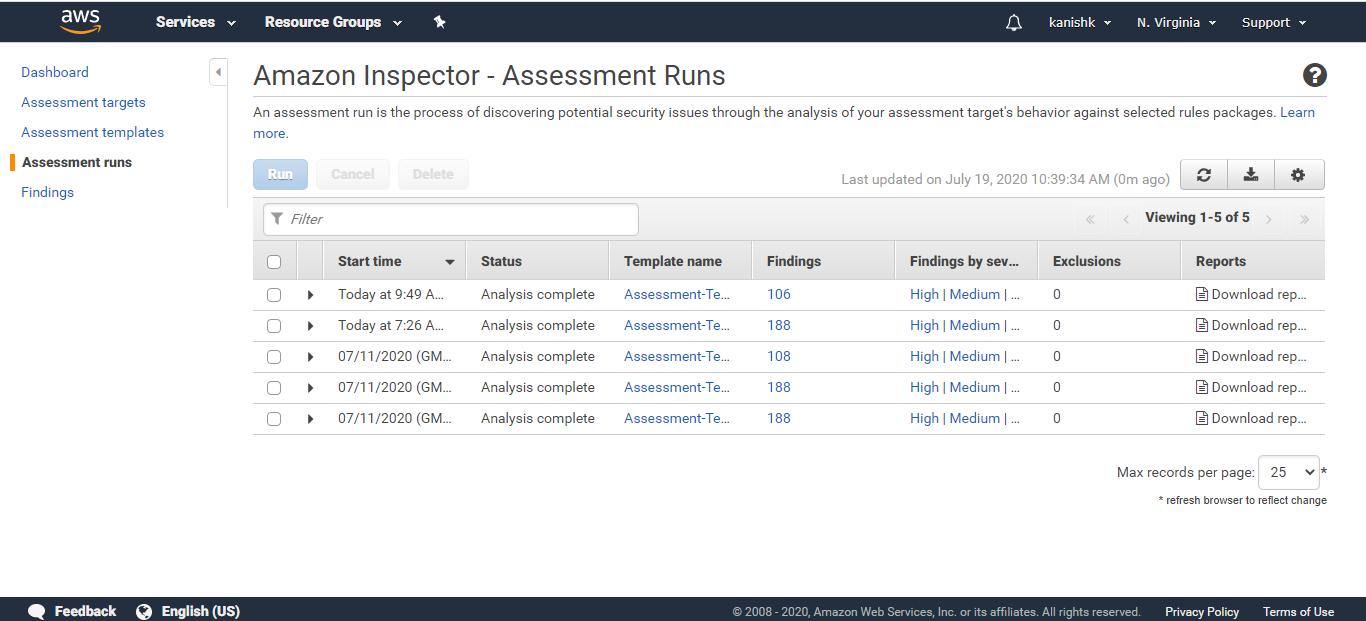 aws
Services Resource Groups kanishk N. Virginia Support
Dashboard
Assessment targets
Assessment templates
Assessment runs
Findings
Amazon Inspector - Assessment Runs
An assessment run is the process of discovering potential security issues through the analysis of your assessment target's behavior against selected rules packages. Learn
more.
Run Cancel Delete Last updated on July 19, 2020 10:39:34 AM (0m ago)
Filter Viewing 1-5 of 5
Start time Status Template name Findings Findings by sev... Exclusions Reports
Today at 9:49 A... Analysis complete Assessment-Te... 106 High | Medium | ... 0 Download rep...
Today at 7:26 A... Analysis complete Assessment-Te... 188 High | Medium | ... 0 Download rep...
07/11/2020 (GM... Analysis complete Assessment-Te... 108 High | Medium | ... 0 Download rep...
07/11/2020 (GM... Analysis complete Assessment-Te... 188 High | Medium | ... 0 Download rep...
07/11/2020 (GM... Analysis complete Assessment-Te... 188 High | Medium | ... 0 Download rep...
Max records per page: 25 *
* refresh browser to reflect change
Feedback English (US) © 2008 - 2020, Amazon Web Services, Inc. or its affiliates. All rights reserved. Privacy Policy Terms of Use